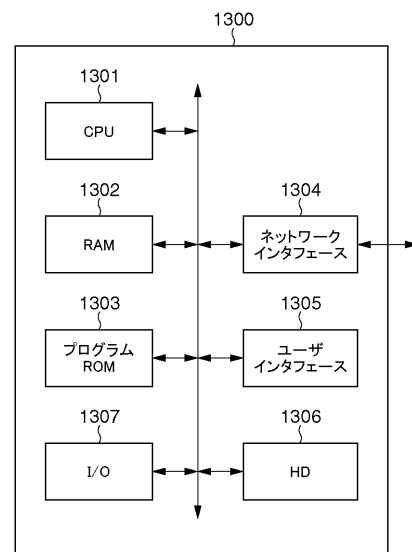 1300
1301
CPU
1302
RAM
1304
ネットワーク
インタフェース
1303
プログラム
ROM
1305
ユーザ
インタフェース
1307
I/O
1306
HD